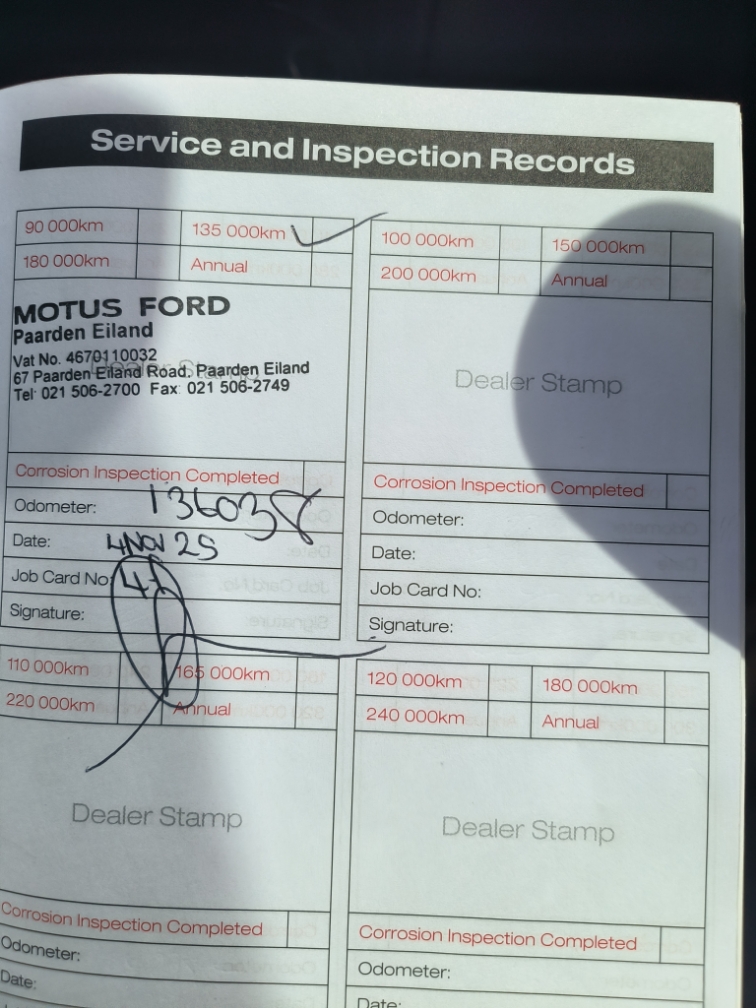 Service and Inspection Records
90 000km 135 000km
180 000km Annual
MOTUS FORD
Paarden Eiland
Vat No. 4670110032
67 Paarden Eiland Road. Paarden Eiland
Tel: 021 506-2700 Fax: 021 506-2749
Corrosion Inspection Completed
Odometer: 136038
Date: 4 NOV 25
Job Card No:
Signature:
100 000km 150 000km
200 000km Annual
Dealer Stamp
Corrosion Inspection Completed
Odometer:
Date:
Job Card No:
Signature:
110 000km 165 000km
220 000km Annual
Dealer Stamp
Corrosion Inspection Completed
Odometer:
Date:
120 000km 180 000km
240 000km Annual
Dealer Stamp
Corrosion Inspection Completed
Odometer:
Date: